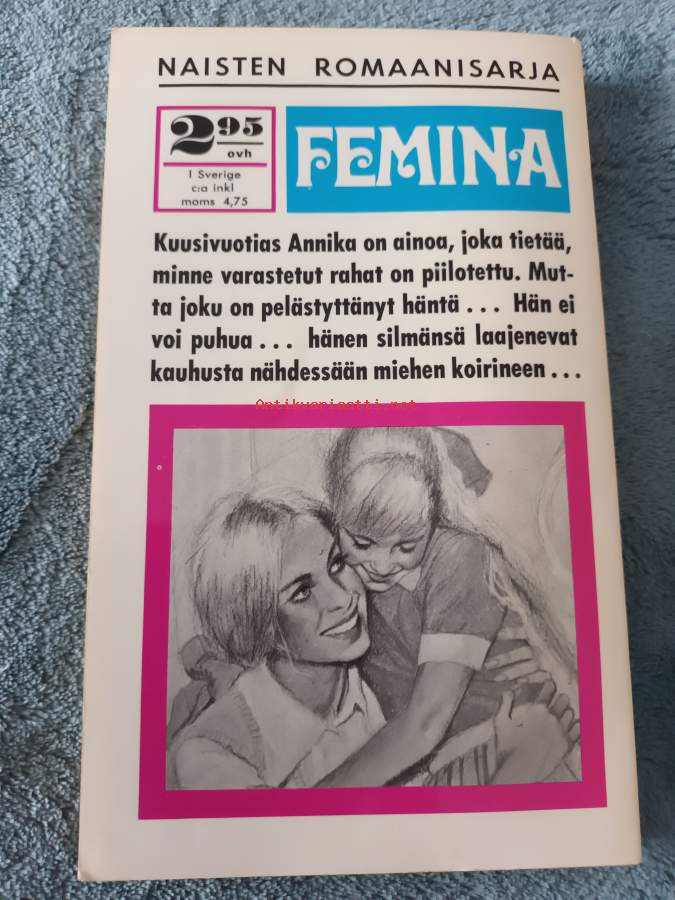 NAISTEN ROMAANISARJA
2 95
ovh
I Sverige
c:a inkl
moms 4,75
FEMINA
Kuusivuotias Annika on ainoa, joka tietää,
minne varastetut rahat on piilotettu. Mut-
ta joku on pelästyttänyt häntä ... Hän ei
voi puhua ... hänen silmänsä laajenevat
kauhusta nähdessään miehen koirineen ...
Antikvariaatti.net